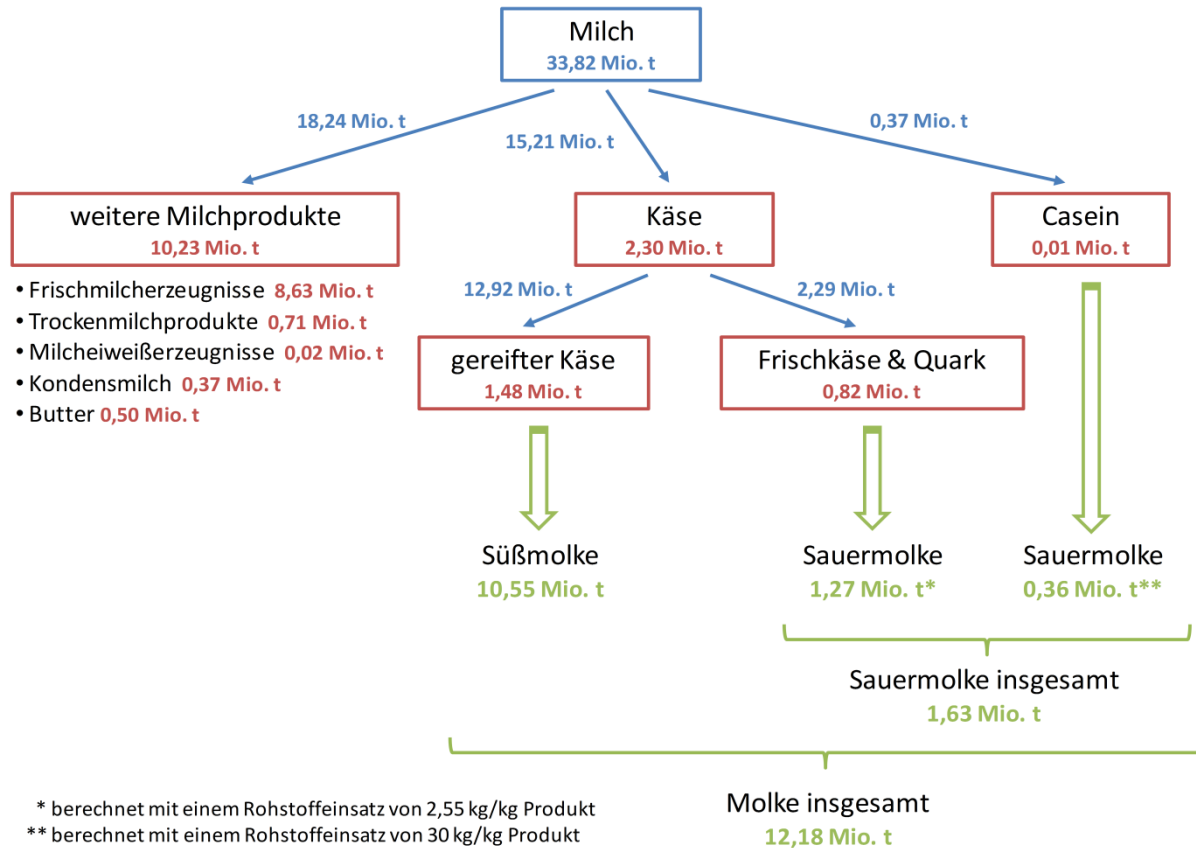 Milch
33,82 Mio. t
18,24 Mio. t
15,21 Mio. t
0,37 Mio. t
weitere Milchprodukte
10,23 Mio. t
Käse
2,30 Mio. t
Casein
0,01 Mio. t
• Frischmilcherzeugnisse 8,63 Mio. t
• Trockenmilchprodukte 0,71 Mio. t
• Milcheiweißerzeugnisse 0,02 Mio. t
• Kondensmilch 0,37 Mio. t
• Butter 0,50 Mio. t
12,92 Mio. t
2,29 Mio. t
gereifter Käse
1,48 Mio. t
Frischkäse & Quark
0,82 Mio. t
Süßmolke
10,55 Mio. t
Sauermolke
1,27 Mio. t*
Sauermolke
0,36 Mio. t**
Sauermolke insgesamt
1,63 Mio. t
Molke insgesamt
12,18 Mio. t
* berechnet mit einem Rohstoffeinsatz von 2,55 kg/kg Produkt
** berechnet mit einem Rohstoffeinsatz von 30 kg/kg Produkt